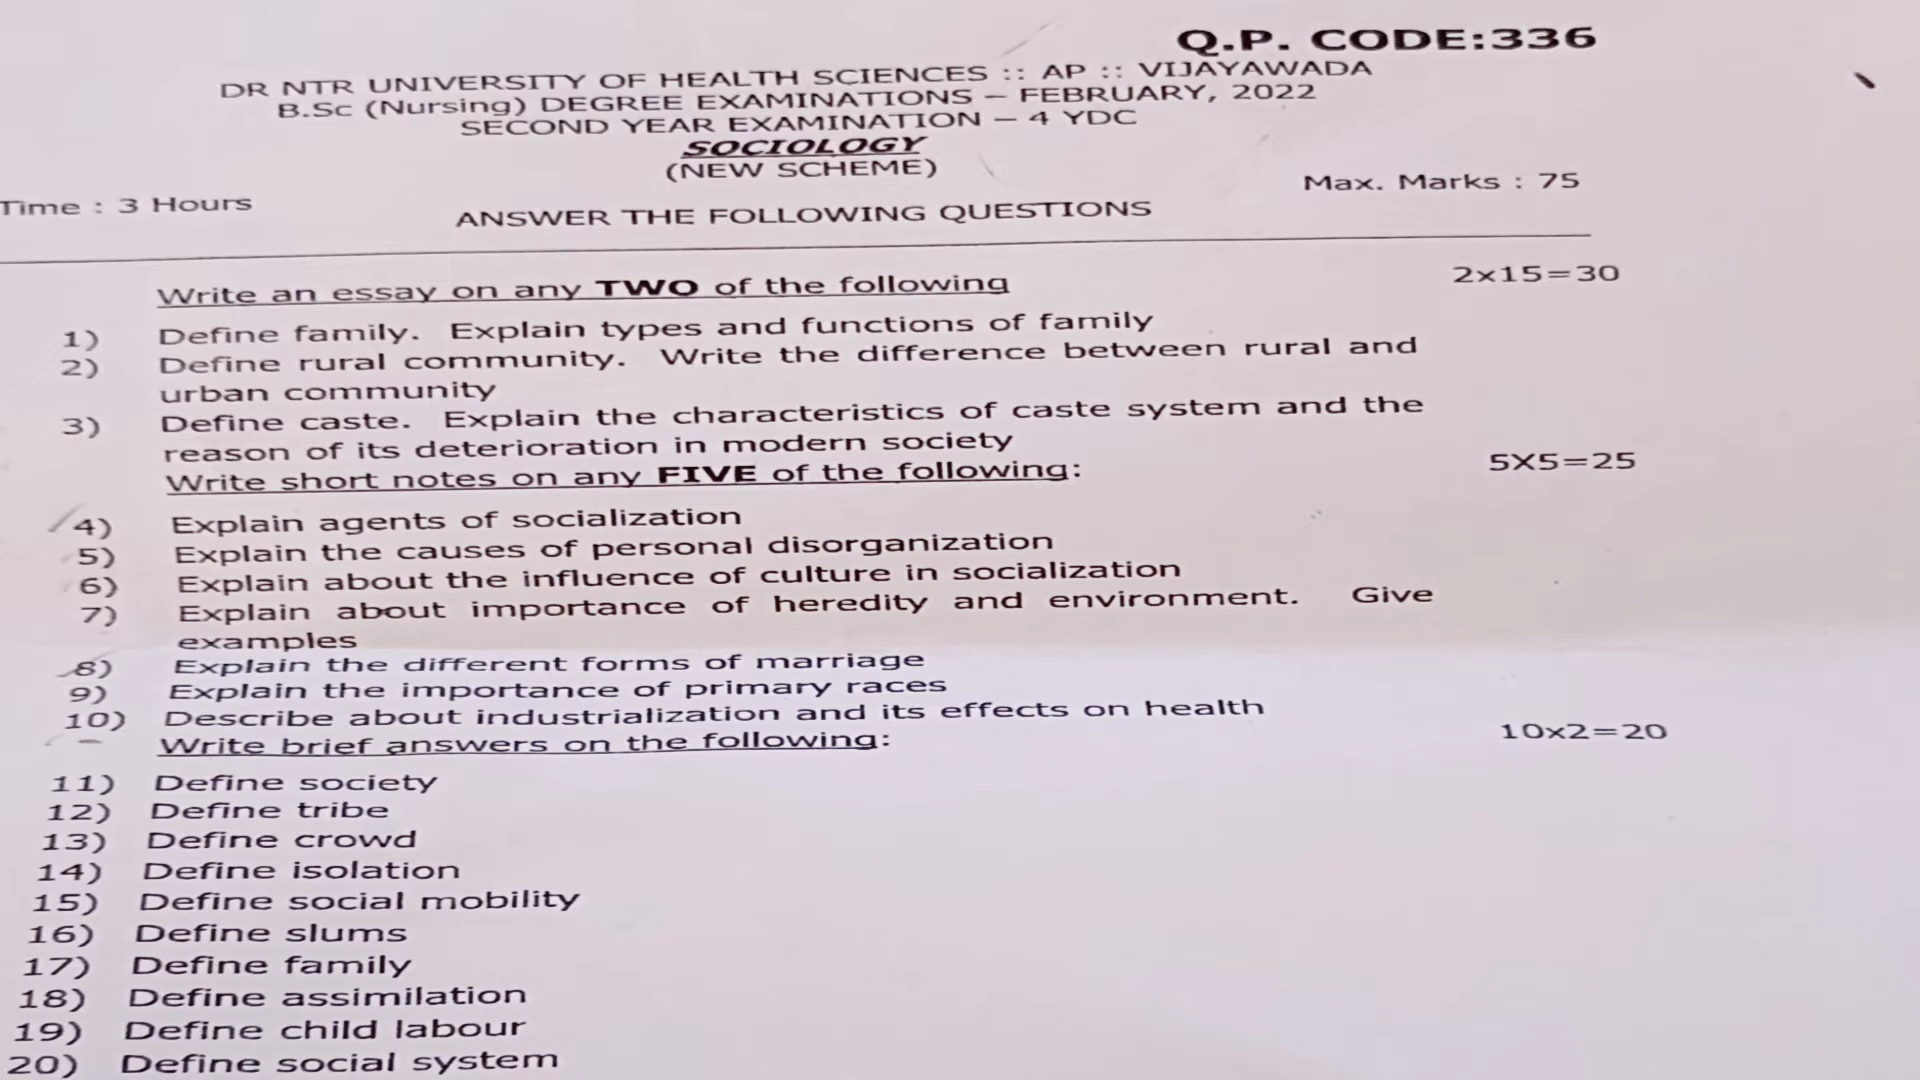 Q.P. CODE:336
DR NTR UNIVERSITY OF HEALTH SCIENCES :: AP :: VIJAYAWADA
B.Sc (Nursing) DEGREE EXAMINATIONS – FEBRUARY, 2022
SECOND YEAR EXAMINATION – 4 YDC
SOCIOLOGY
(NEW SCHEME)
Time : 3 Hours Max. Marks : 75
ANSWER THE FOLLOWING QUESTIONS
Write an essay on any TWO of the following 2x15=30
1) Define family. Explain types and functions of family
2) Define rural community. Write the difference between rural and
urban community
3) Define caste. Explain the characteristics of caste system and the
reason of its deterioration in modern society
Write short notes on any FIVE of the following: 5X5=25
4) Explain agents of socialization
5) Explain the causes of personal disorganization
6) Explain about the influence of culture in socialization
7) Explain about importance of heredity and environment. Give
examples
8) Explain the different forms of marriage
9) Explain the importance of primary races
10) Describe about industrialization and its effects on health
Write brief answers on the following: 10x2=20
11) Define society
12) Define tribe
13) Define crowd
14) Define isolation
15) Define social mobility
16) Define slums
17) Define family
18) Define assimilation
19) Define child labour
20) Define social system